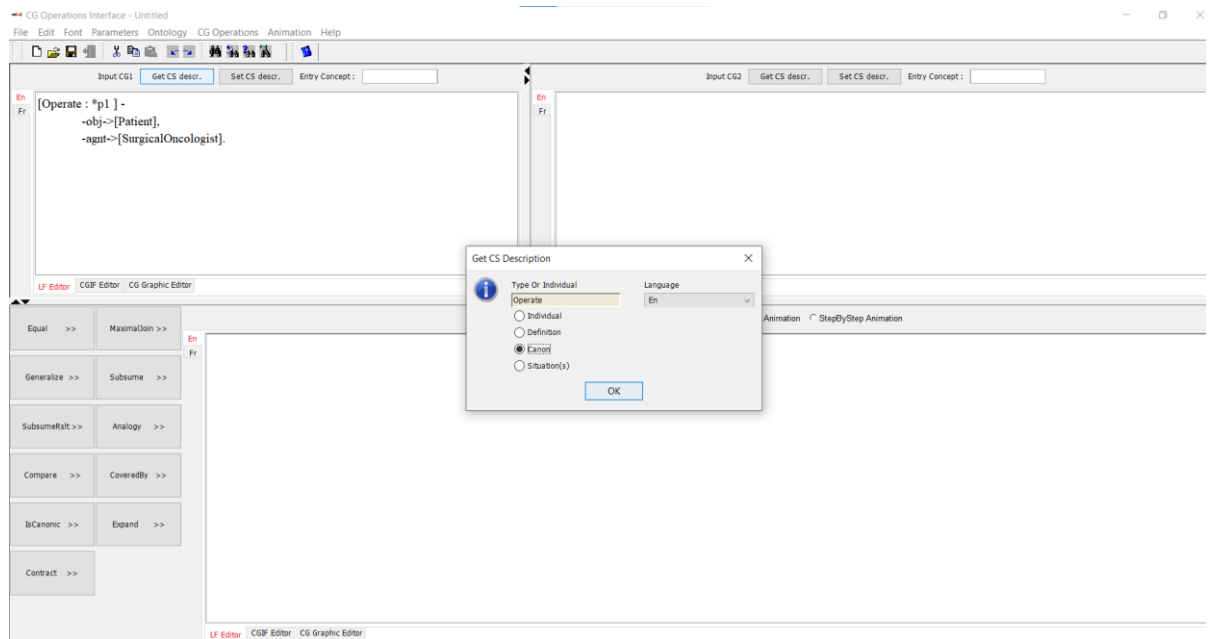 CG Operations Interface - Untitled
File Edit Font Parameters Ontology CG Operations Animation Help
Input CG1 Get CS descr. Set CS descr. Entry Concept :
Input CG2 Get CS descr. Set CS descr. Entry Concept :
En
Fr
[Operate : *p1 ] -
-obj->[Patient],
-agnt->[SurgicalOncologist].
En
Fr
LF Editor CGIF Editor CG Graphic Editor
Get CS Description
Type Or Individual Language
Operate En
Individual
Definition
Canon
Situation(s)
OK
Animation StepByStep Animation
Equal >> MaximalJoin >>
Generalize >> Subsume >>
SubsumeRslt >> Analogy >>
Compare >> CoveredBy >>
IsCanonic >> Expand >>
Contract >>
En
Fr
LF Editor CGIF Editor CG Graphic Editor